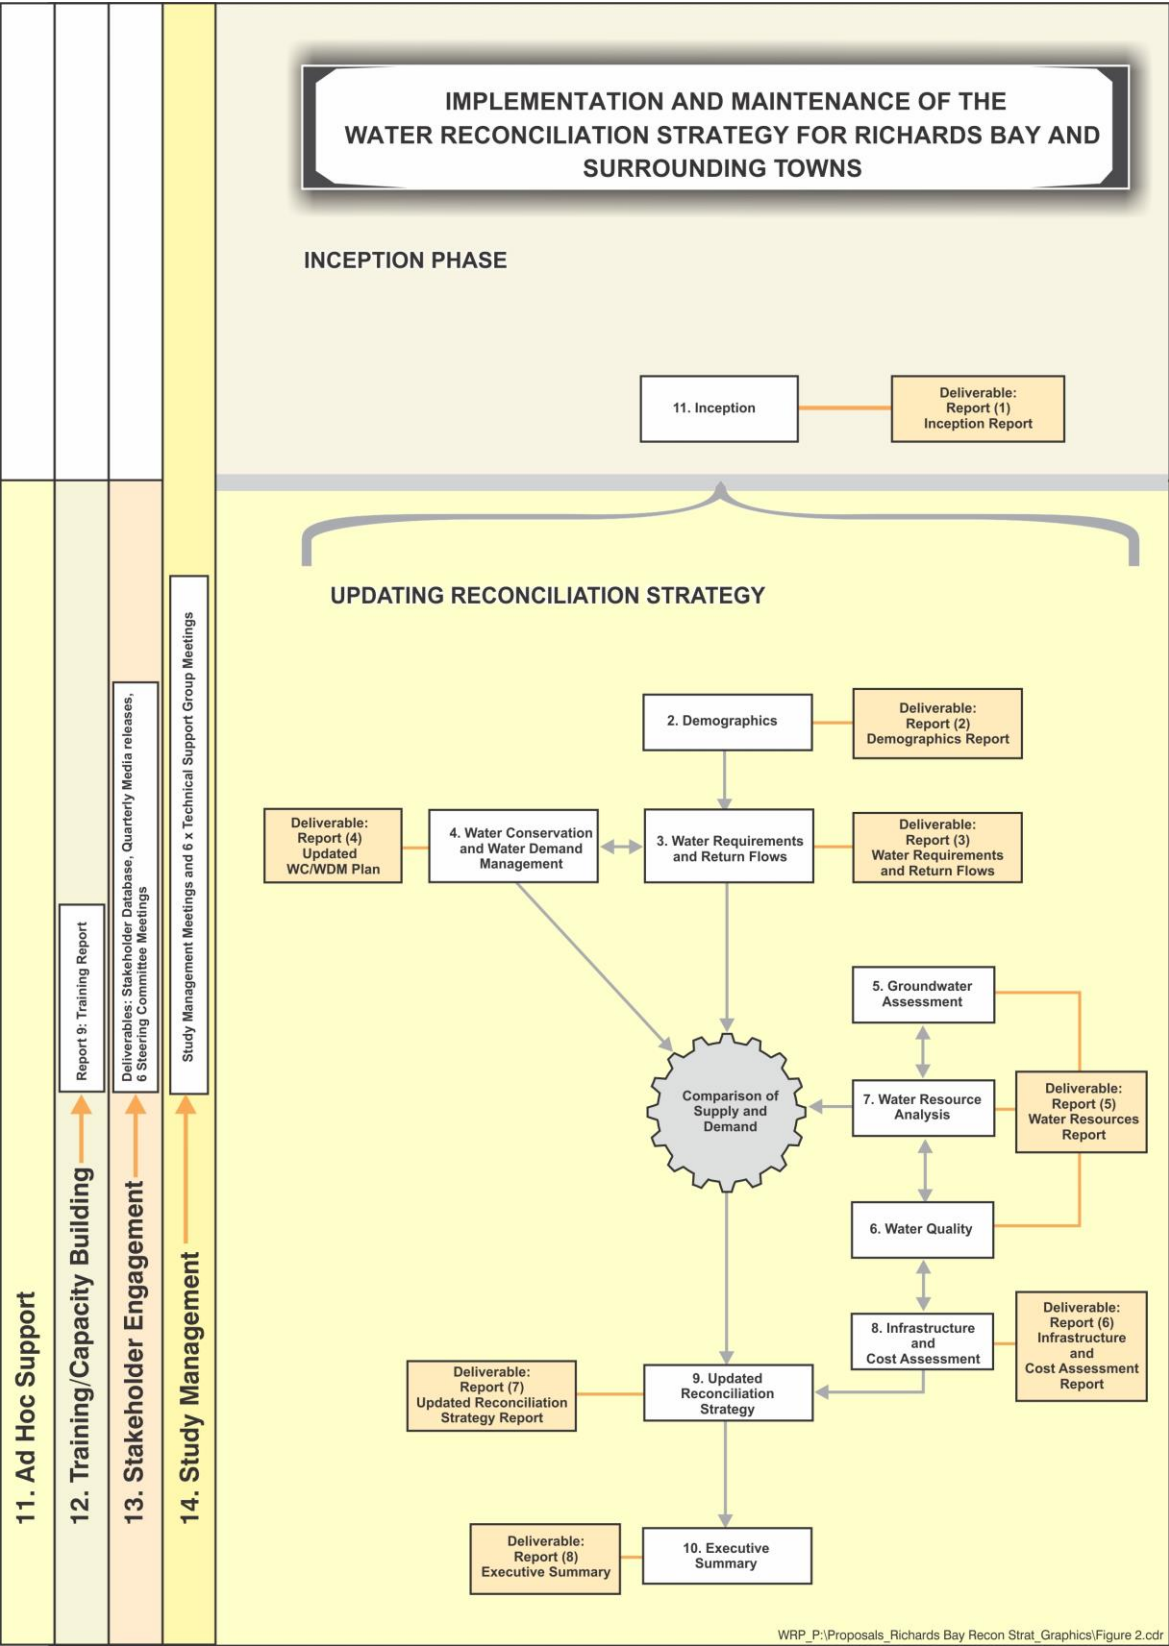 IMPLEMENTATION AND MAINTENANCE OF THE
WATER RECONCILIATION STRATEGY FOR RICHARDS BAY AND
SURROUNDING TOWNS
INCEPTION PHASE
11. Inception
Deliverable:
Report (1)
Inception Report
UPDATING RECONCILIATION STRATEGY
2. Demographics
Deliverable:
Report (2)
Demographics Report
Deliverable:
Report (4)
Updated
WC/WDM Plan
4. Water Conservation
and Water Demand
Management
3. Water Requirements
and Return Flows
Deliverable:
Report (3)
Water Requirements
and Return Flows
5. Groundwater
Assessment
Comparison of
Supply and
Demand
7. Water Resource
Analysis
Deliverable:
Report (5)
Water Resources
Report
6. Water Quality
8. Infrastructure
and
Cost Assessment
Deliverable:
Report (6)
Infrastructure
and
Cost Assessment
Report
Deliverable:
Report (7)
Updated Reconciliation
Strategy Report
9. Updated
Reconciliation
Strategy
Deliverable:
Report (8)
Executive Summary
10. Executive
Summary
11. Ad Hoc Support
12. Training/Capacity Building
Report 9: Training Report
13. Stakeholder Engagement
Deliverables: Stakeholder Database, Quarterly Media releases,
6 Steering Committee Meetings
14. Study Management
Study Management Meetings and 6 x Technical Support Group Meetings
WRP_P:\Proposals_Richards Bay Recon Strat_Graphics\Figure 2.cdr